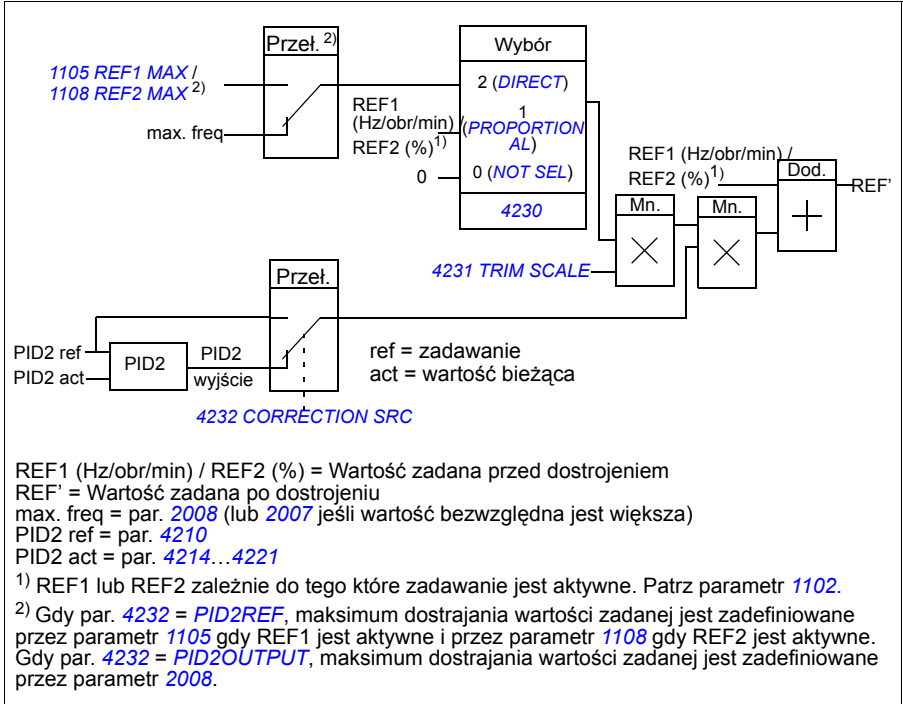 Przeł. 2)
Wybór
1105 REF1 MAX /
1108 REF2 MAX 2)
max. freq
REF1
(Hz/obr/min) /
REF2 (%)1)
0
2 (DIRECT)
1
(PROPORTION
AL)
0 (NOT SEL)
4230
REF1 (Hz/obr/min) /
REF2 (%)1)
Dod.
+
REF'
Mn.
×
Mn.
×
4231 TRIM SCALE
Przeł.
PID2 ref
PID2 act
PID2
PID2
wyjście
ref = zadawanie
act = wartość bieżąca
4232 CORRECTION SRC
REF1 (Hz/obr/min) / REF2 (%) = Wartość zadana przed dostrojeniem
REF’ = Wartość zadana po dostrojeniu
max. freq = par. 2008 (lub 2007 jeśli wartość bezwzględna jest większa)
PID2 ref = par. 4210
PID2 act = par. 4214…4221
1) REF1 lub REF2 zależnie do tego które zadawanie jest aktywne. Patrz parametr 1102.
2) Gdy par. 4232 = PID2REF, maksimum dostrajania wartości zadanej jest zadefiniowane
przez parametr 1105 gdy REF1 jest aktywne i przez parametr 1108 gdy REF2 jest aktywne.
Gdy par. 4232 = PID2OUTPUT, maksimum dostrajania wartości zadanej jest zadefiniowane
przez parametr 2008.